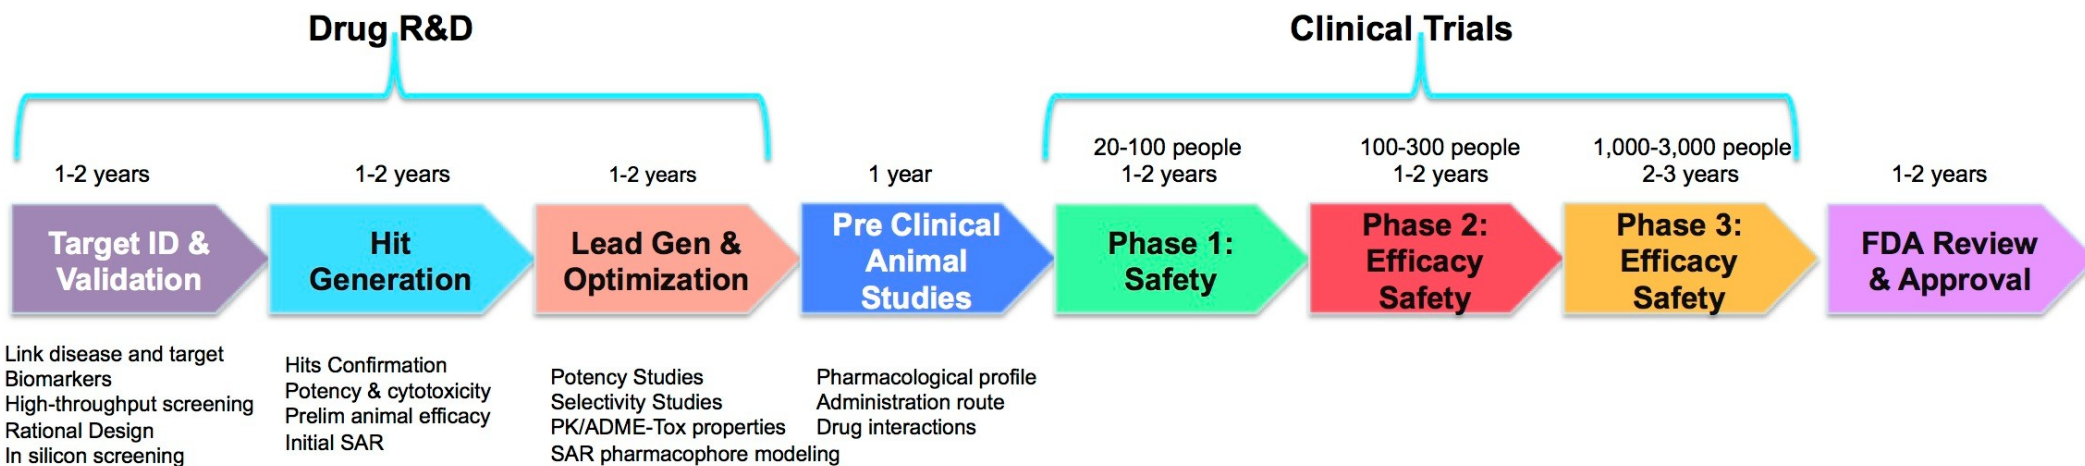 Drug R&D
Clinical Trials
1-2 years
1-2 years
1-2 years
1 year
20-100 people
1-2 years
100-300 people
1-2 years
1,000-3,000 people
2-3 years
1-2 years
Target ID &
Validation
Hit
Generation
Lead Gen &
Optimization
Pre Clinical
Animal
Studies
Phase 1:
Safety
Phase 2:
Efficacy
Safety
Phase 3:
Efficacy
Safety
FDA Review
& Approval
Link disease and target
Biomarkers
High-throughput screening
Rational Design
In silicon screening
Hits Confirmation
Potency & cytotoxicity
Prelim animal efficacy
Initial SAR
Potency Studies
Selectivity Studies
PK/ADME-Tox properties
SAR pharmacophore modeling
Pharmacological profile
Administration route
Drug interactions